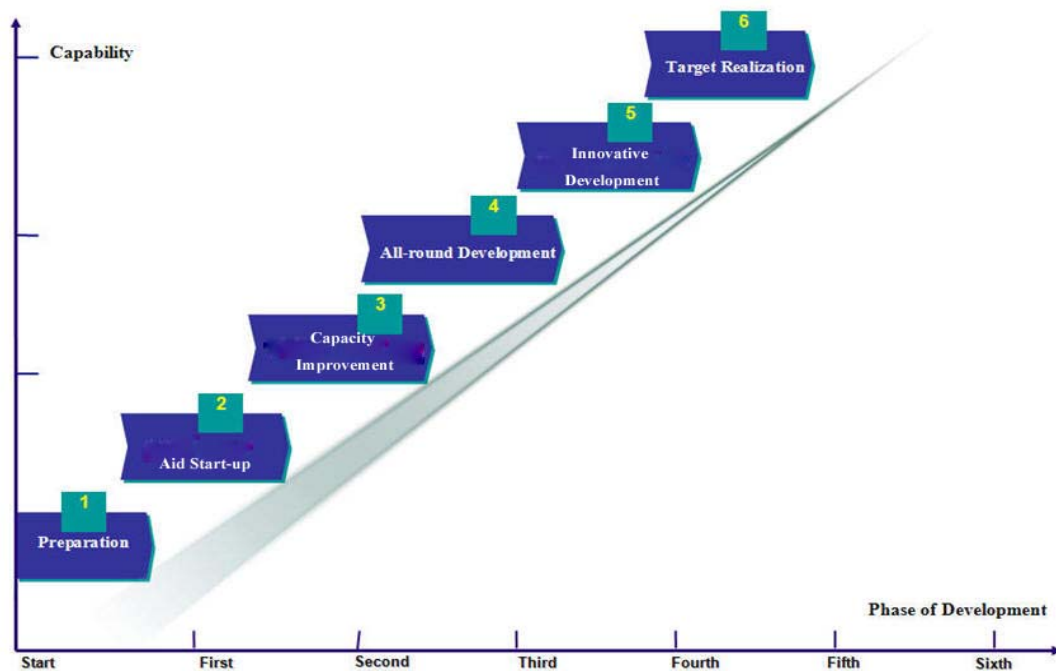 Capability
6
Target Realization
5
Innovative
Development
4
All-round Development
3
Capacity
Improvement
2
Aid Start-up
1
Preparation
Phase of Development
Start First Second Third Fourth Fifth Sixth